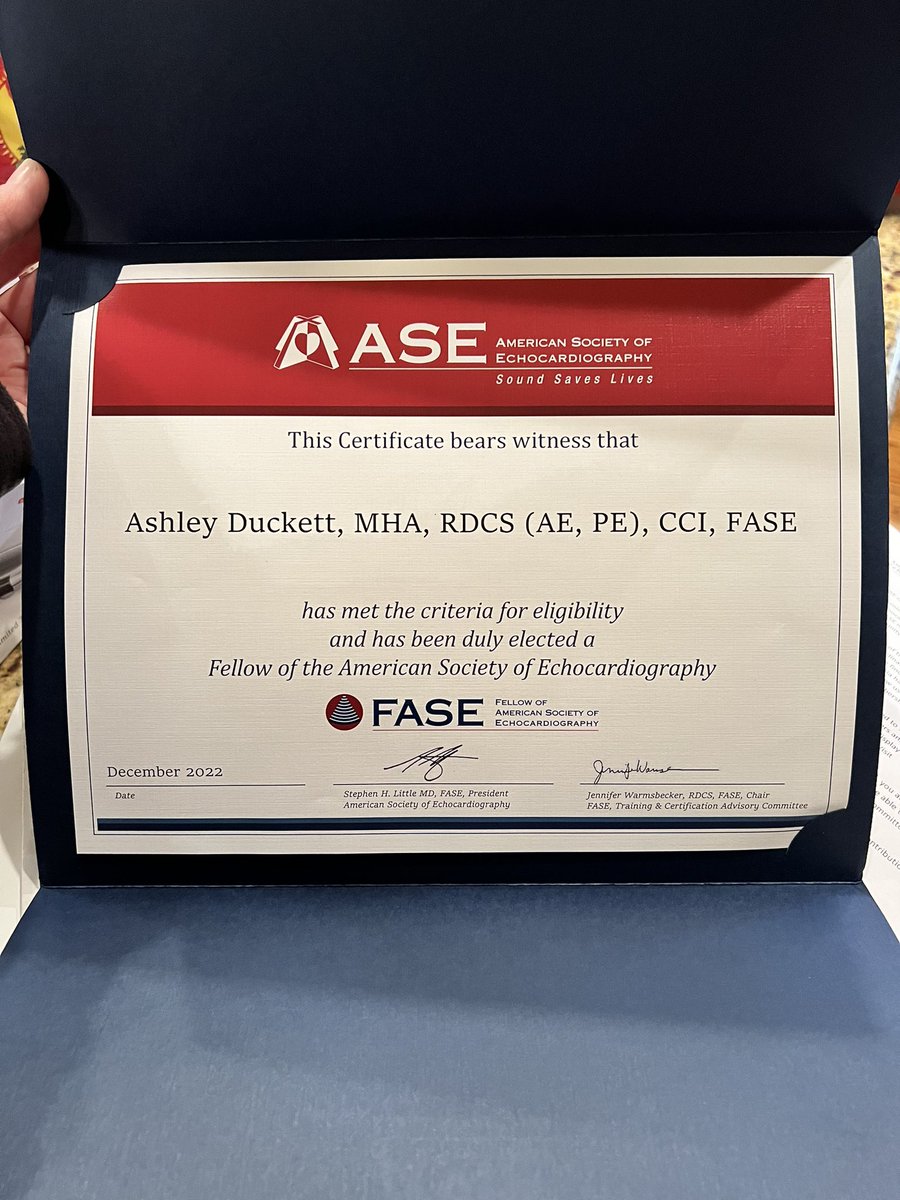 ASE AMERICAN SOCIETY OF
ECHOCARDIOGRAPHY
Sound Saves Lives
This Certificate bears witness that
Ashley Duckett, MHA, RDCS (AE, PE), CCI, FASE
has met the criteria for eligibility
and has been duly elected a
Fellow of the American Society of Echocardiography
FASE FELLOW OF
AMERICAN SOCIETY OF
ECHOCARDIOGRAPHY
December 2022
Date
Stephen H. Little MD, FASE, President
American Society of Echocardiography
Jennifer Warmsbecker, RDCS, FASE, Chair
FASE, Training & Certification Advisory Committee